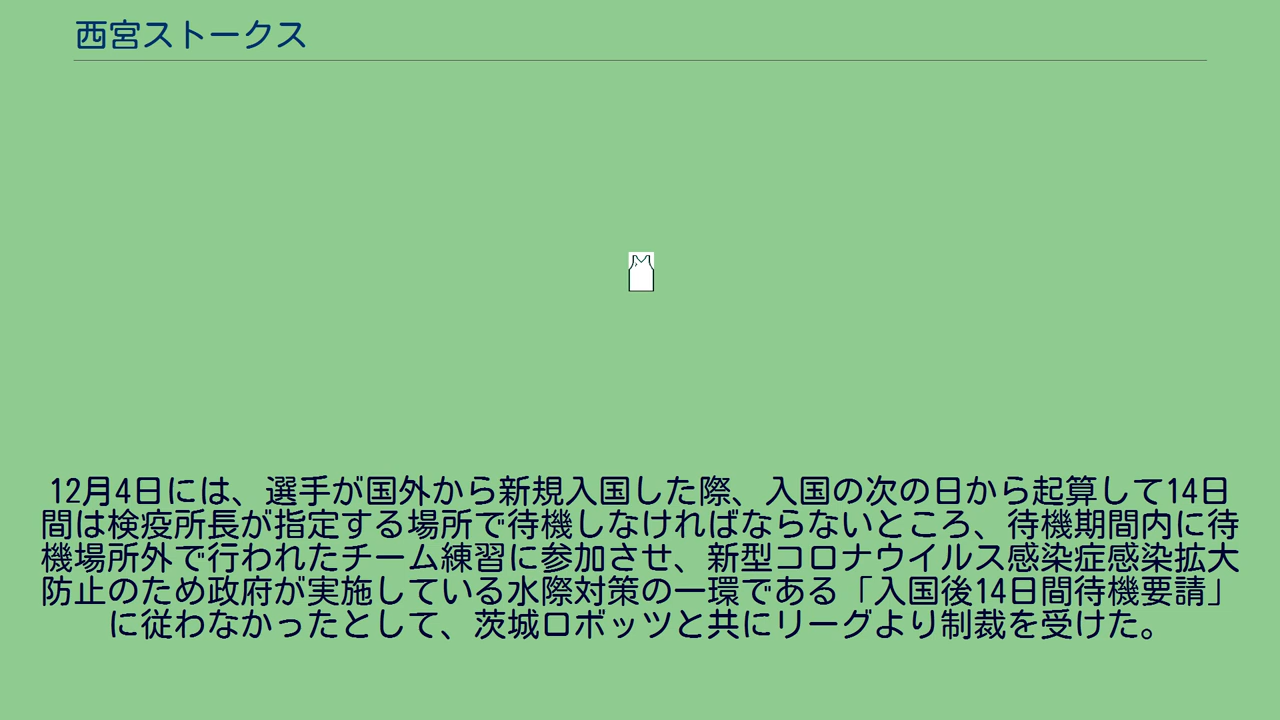 西宮ストークス
12月4日には、選手が国外から新規入国した際、入国の次の日から起算して14日
間は検疫所長が指定する場所で待機しなければならないところ、待機期間内に待
機場所外で行われたチーム練習に参加させ、新型コロナウイルス感染症感染拡大
防止のため政府が実施している水際対策の一環である「入国後14日間待機要請」
に従わなかったとして、茨城ロボッツと共にリーグより制裁を受けた。